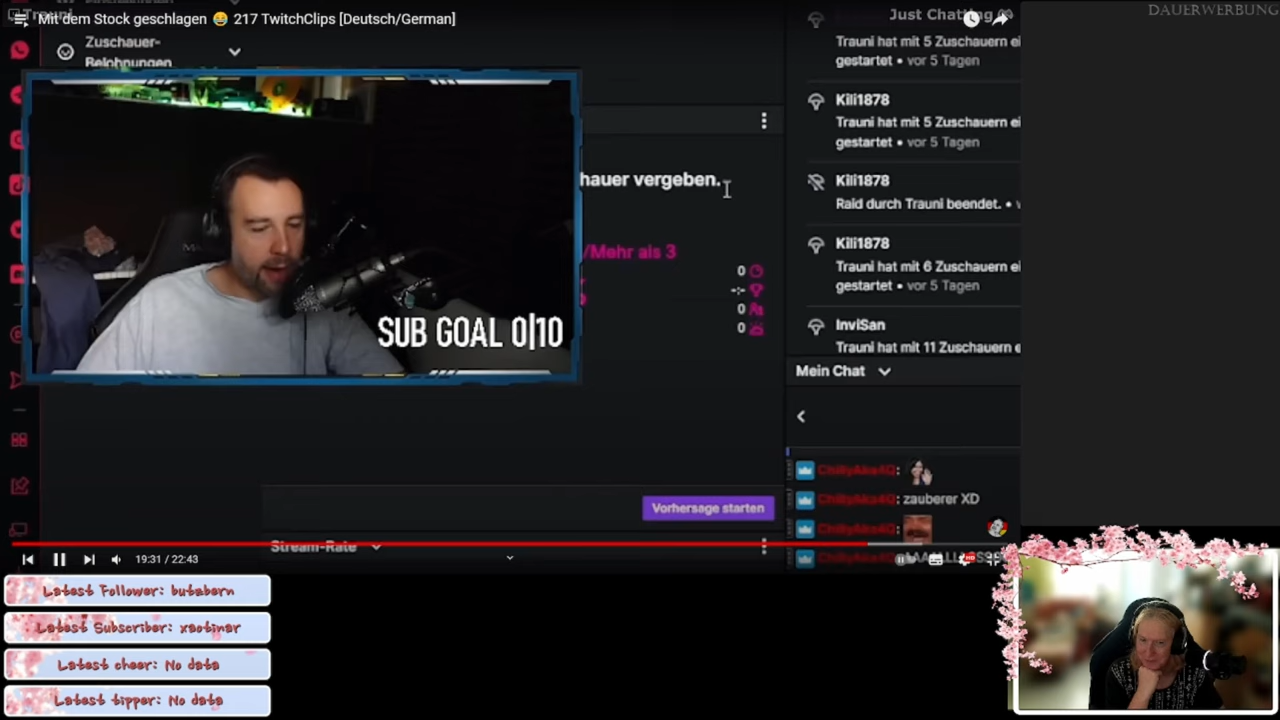 Mit dem Stock geschlagen 😂 217 TwitchClips [Deutsch/German]
Just Chatting
DAUERWERBUNG
Zuschauer-
Belohnungen
SUB GOAL 0|10
hauer vergeben.
/Mehr als 3
0
0
0
Trauni hat mit 5 Zuschauern ei
gestartet • vor 5 Tagen
Kili1878
Trauni hat mit 5 Zuschauern ei
gestartet • vor 5 Tagen
Kili1878
Raid durch Trauni beendet. •
Kili1878
Trauni hat mit 6 Zuschauern ei
gestartet • vor 5 Tagen
InviSan
Trauni hat mit 11 Zuschauern e
Mein Chat
zauberer XD
Vorhersage starten
Stream-Rate
19:31 / 22:43
Latest Follower: butzbern
Latest Subscriber: xaotinar
Latest cheer: No data
Latest tipper: No data